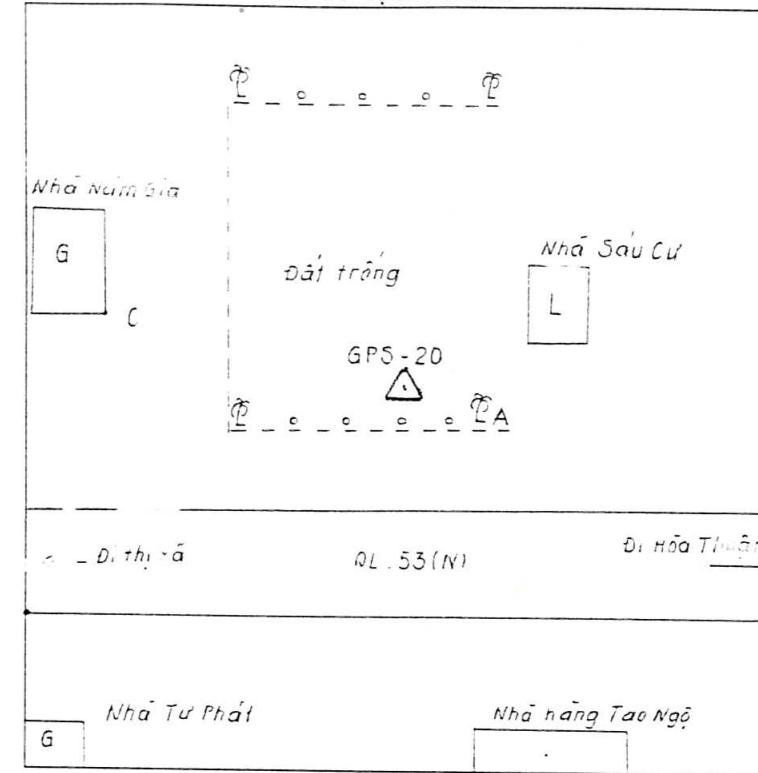 Nhà Năm Gia
G
C
Đất trống
Nhà Sáu Cư
L
GPS-20
A
Đi thị xã
QL.53(N)
Đi Hòa Thuận
Nhà Tư Phát
G
Nhà hàng Tao Ngộ